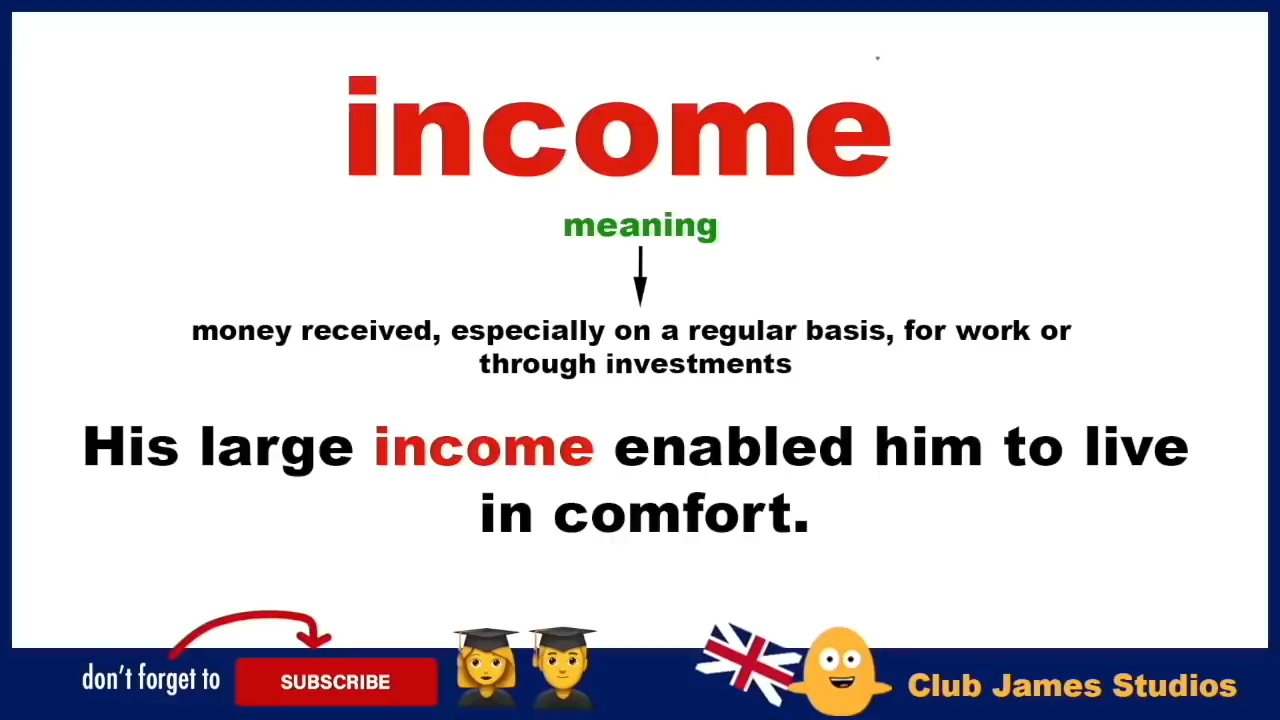 income
meaning
money received, especially on a regular basis, for work or
through investments
His large income enabled him to live
in comfort.
don't forget to
SUBSCRIBE
Club James Studios